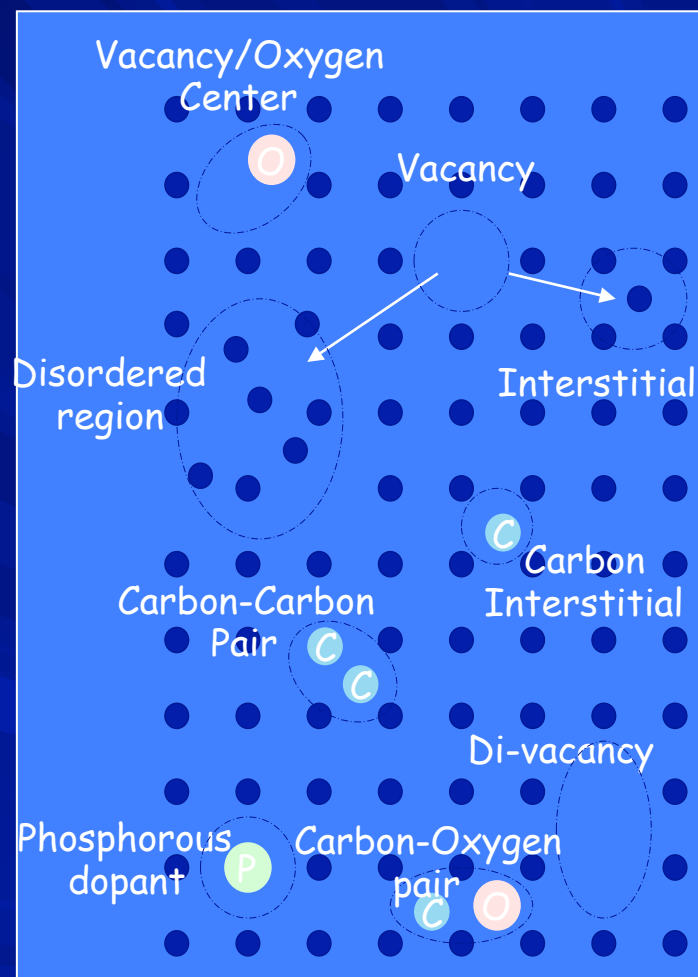 Vacancy/Oxygen
Center
O
Vacancy
Disordered
region
Interstitial
C
Carbon
Interstitial
Carbon-Carbon
Pair
C
C
Di-vacancy
Phosphorous
dopant
P
Carbon-Oxygen
pair
C
O